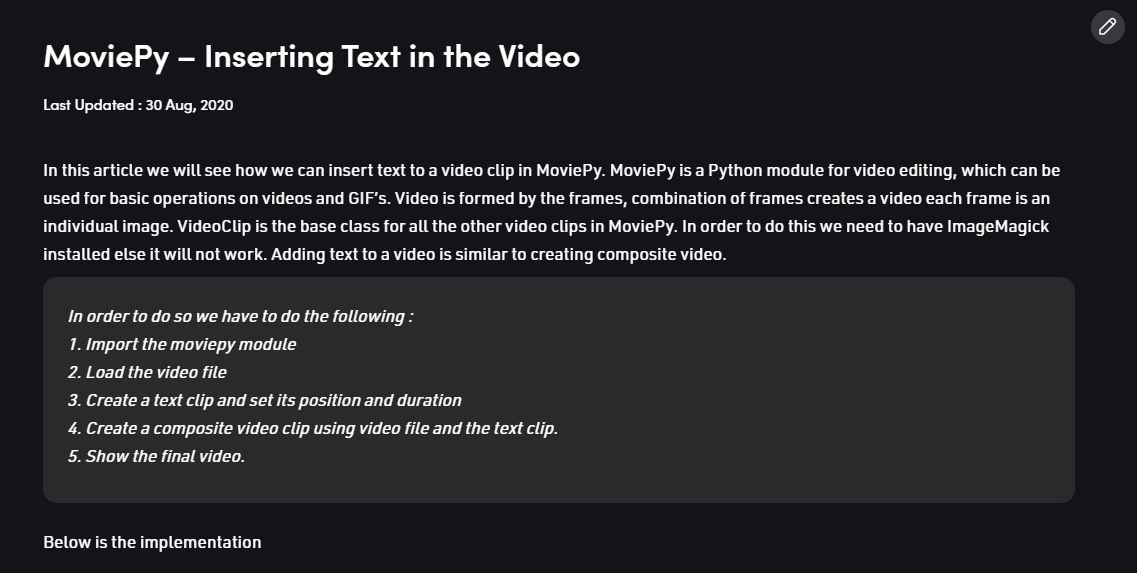 MoviePy – Inserting Text in the Video
Last Updated : 30 Aug, 2020
In this article we will see how we can insert text to a video clip in MoviePy. MoviePy is a Python module for video editing, which can be
used for basic operations on videos and GIF’s. Video is formed by the frames, combination of frames creates a video each frame is an
individual image. VideoClip is the base class for all the other video clips in MoviePy. In order to do this we need to have ImageMagick
installed else it will not work. Adding text to a video is similar to creating composite video.
In order to do so we have to do the following :
1. Import the moviepy module
2. Load the video file
3. Create a text clip and set its position and duration
4. Create a composite video clip using video file and the text clip.
5. Show the final video.
Below is the implementation